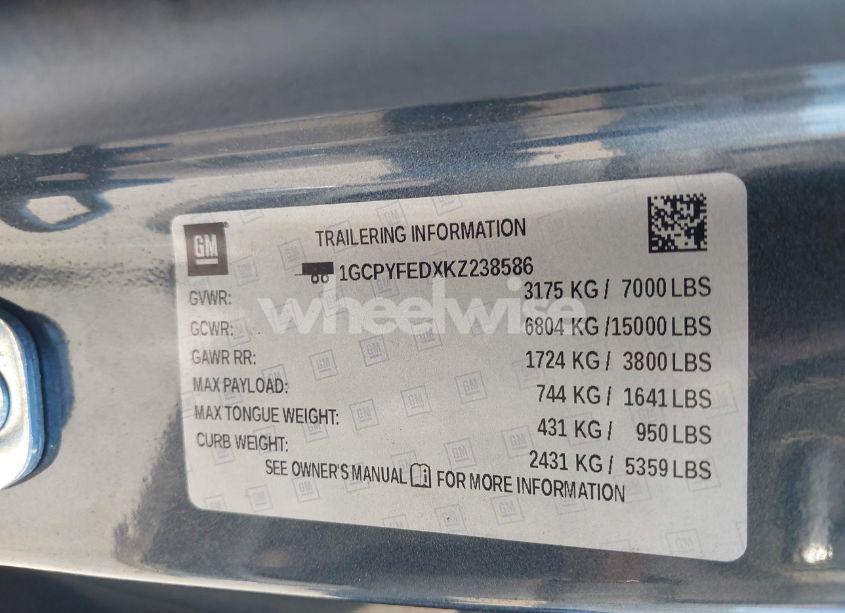 GM
TRAILERING INFORMATION
1GCPYFEDXKZ238586
GVWR: 3175 KG / 7000 LBS
GCWR: 6804 KG /15000 LBS
GAWR RR: 1724 KG / 3800 LBS
MAX PAYLOAD: 744 KG / 1641 LBS
MAX TONGUE WEIGHT: 431 KG / 950 LBS
CURB WEIGHT: 2431 KG / 5359 LBS
SEE OWNER'S MANUAL FOR MORE INFORMATION
wheelwise